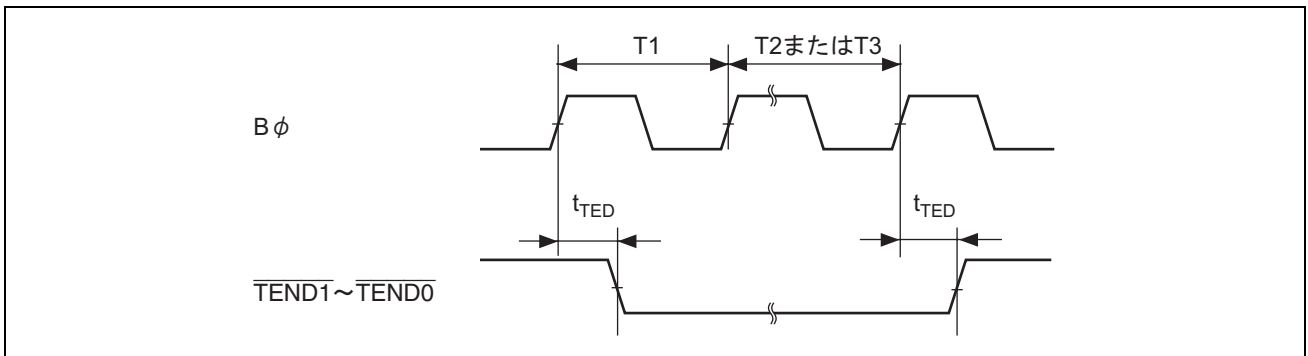 T1
T2またはT3
Bφ
tTED
tTED
TEND1~TEND0